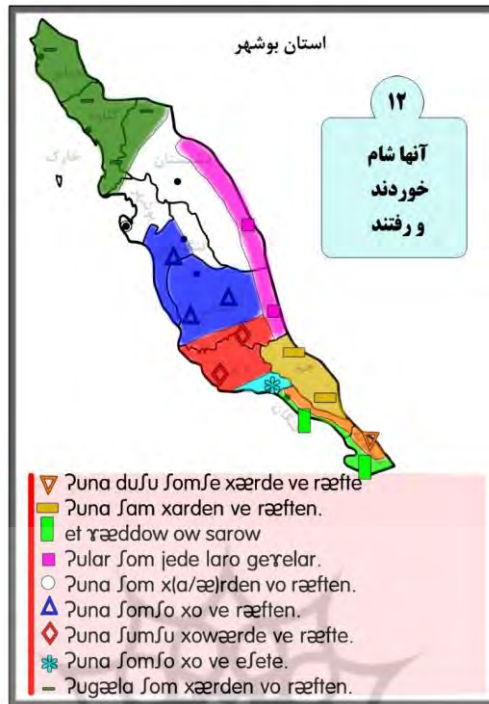 استان بوشهر
۱۲
آنها شام
خوردند
و رفتند
خارک
بوشهر
ʔuna duʃu ʃomʃe xærde ve ræfte
ʔuna ʃam xarden ve ræften.
et ɤæddow ow sarow
ʔular ʃom jede laro geɤelar.
ʔuna ʃom x(a/æ)rden vo ræften.
ʔuna ʃomʃo xo ve ræften.
ʔuna ʃumʃu xowærde ve ræfte.
ʔuna ʃomʃo xo ve eʃete.
ʔugæla ʃom xærden vo ræften.